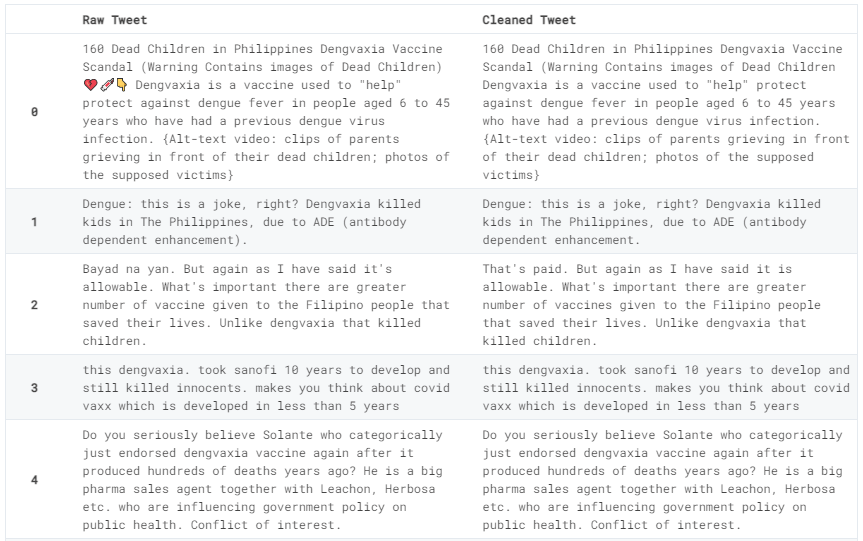 Raw Tweet Cleaned Tweet
0
160 Dead Children in Philippines Dengvaxia Vaccine
Scandal (Warning Contains images of Dead Children)
💔💉👇 Dengvaxia is a vaccine used to "help"
protect against dengue fever in people aged 6 to 45
years who have had a previous dengue virus
infection. {Alt-text video: clips of parents
grieving in front of their dead children; photos of
the supposed victims}
160 Dead Children in Philippines Dengvaxia Vaccine
Scandal (Warning Contains images of Dead Children
Dengvaxia is a vaccine used to "help" protect
against dengue fever in people aged 6 to 45 years
who have had a previous dengue virus infection.
{Alt-text video: clips of parents grieving in front
of their dead children; photos of the supposed
victims}
1
Dengue: this is a joke, right? Dengvaxia killed
kids in The Philippines, due to ADE (antibody
dependent enhancement).
Dengue: this is a joke, right? Dengvaxia killed
kids in The Philippines, due to ADE (antibody
dependent enhancement.
2
Bayad na yan. But again as I have said it's
allowable. What's important there are greater
number of vaccine given to the Filipino people that
saved their lives. Unlike dengvaxia that killed
children.
That's paid. But again as I have said it is
allowable. What's important there are greater
number of vaccines given to the Filipino people
that saved their lives. Unlike dengvaxia that
killed children.
3
this dengvaxia. took sanofi 10 years to develop and
still killed innocents. makes you think about covid
vaxx which is developed in less than 5 years
this dengvaxia. took sanofi 10 years to develop and
still killed innocents. makes you think about covid
vaxx which is developed in less than 5 years
4
Do you seriously believe Solante who categorically
just endorsed dengvaxia vaccine again after it
produced hundreds of deaths years ago? He is a big
pharma sales agent together with Leachon, Herbosa
etc. who are influencing government policy on
public health. Conflict of interest.
Do you seriously believe Solante who categorically
just endorsed dengvaxia vaccine again after it
produced hundreds of deaths years ago? He is a big
pharma sales agent together with Leachon, Herbosa
etc. who are influencing government policy on
public health. Conflict of interest.